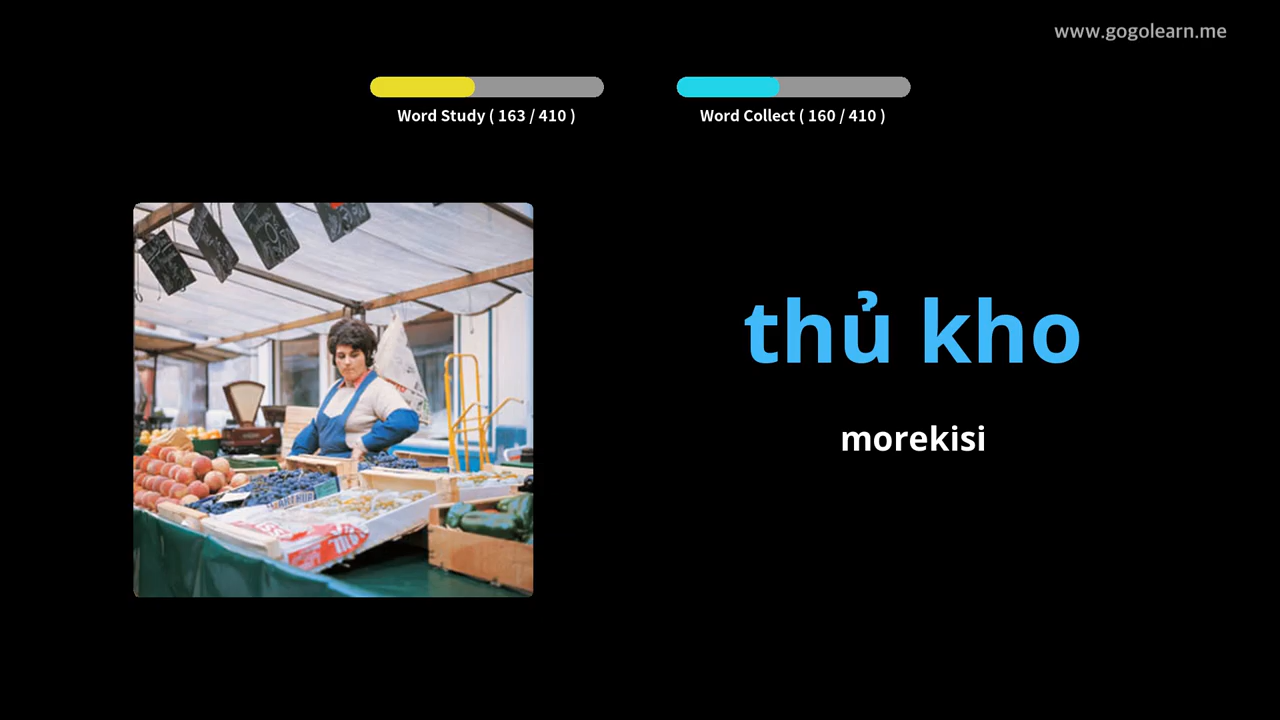 www.gogolearn.me
Word Study ( 163 / 410 )
Word Collect ( 160 / 410 )
thủ kho
morekisi